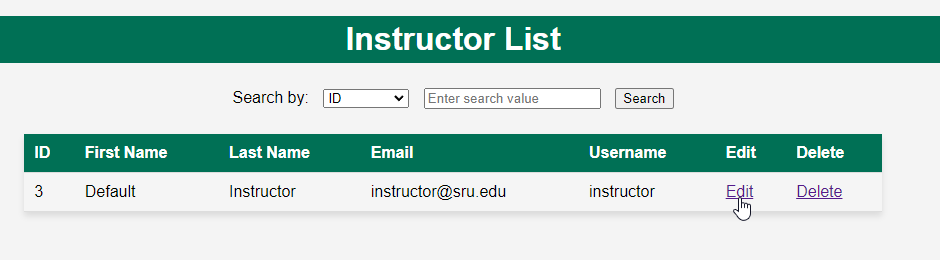 Instructor List
Search by: ID Enter search value Search
ID First Name Last Name Email Username Edit Delete
3 Default Instructor instructor@sru.edu instructor Edit Delete